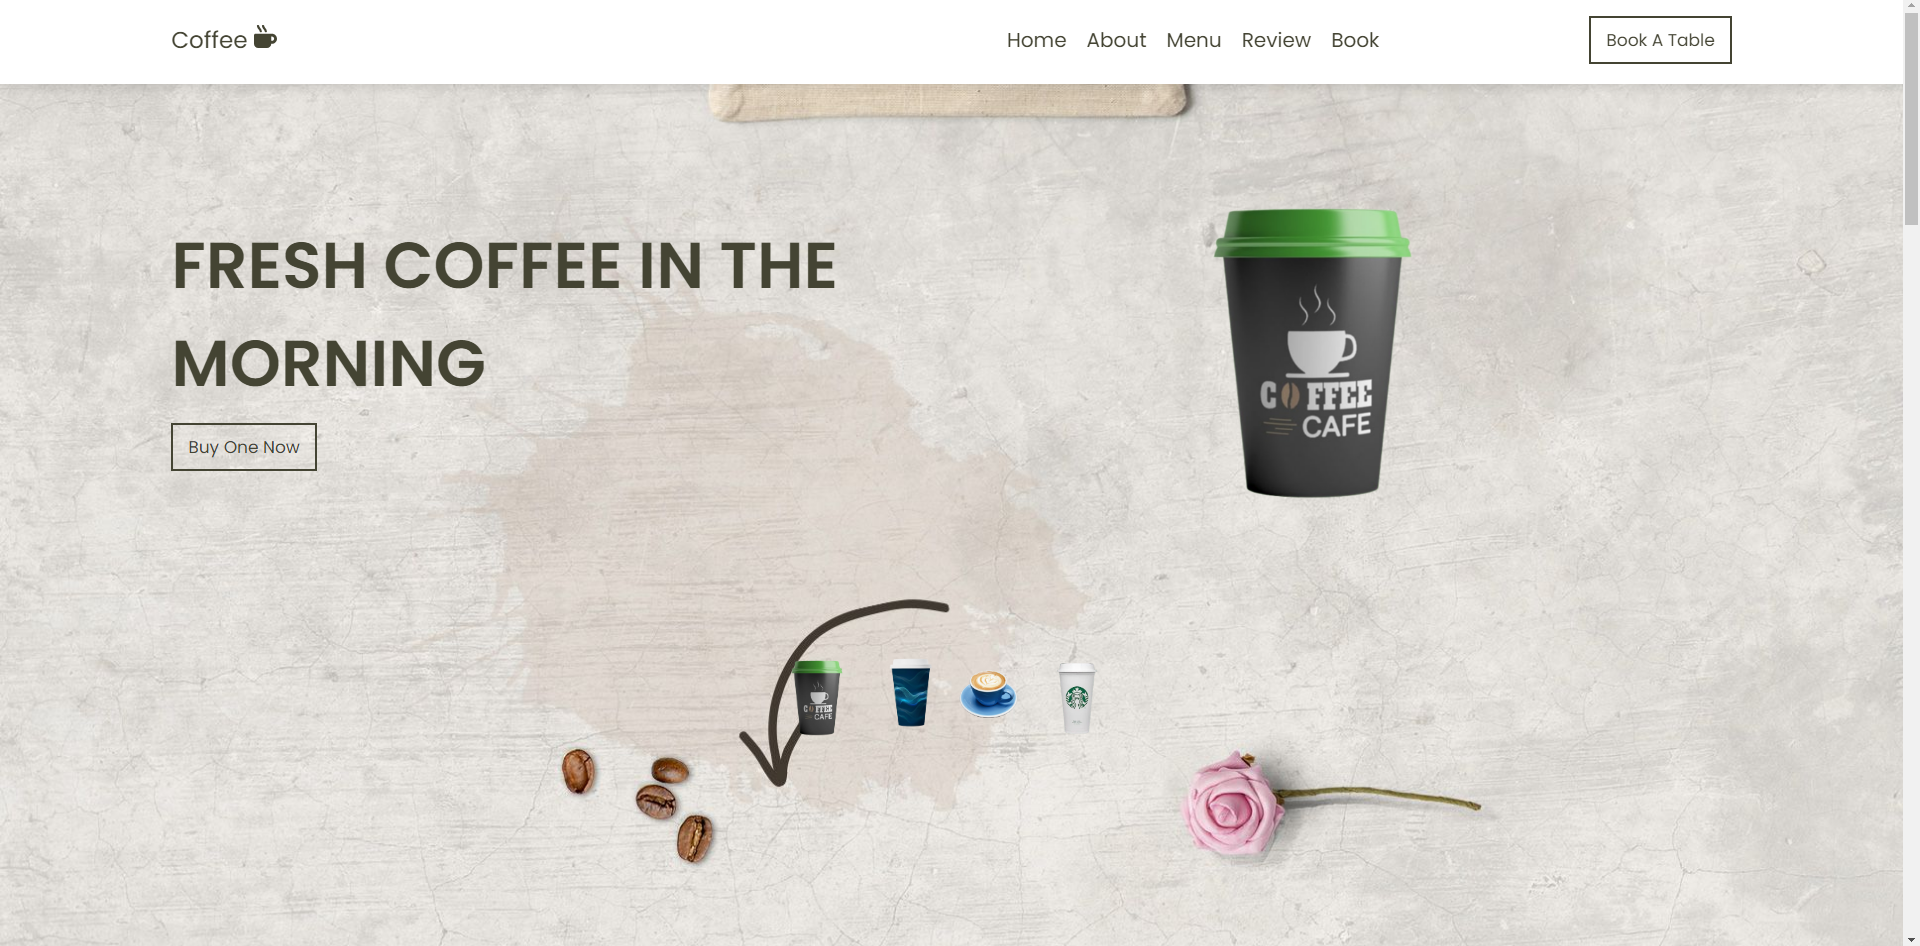 Coffee
Home About Menu Review Book
Book A Table
FRESH COFFEE IN THE
MORNING
Buy One Now
COFFEE
CAFE
COFFEE
CAFE